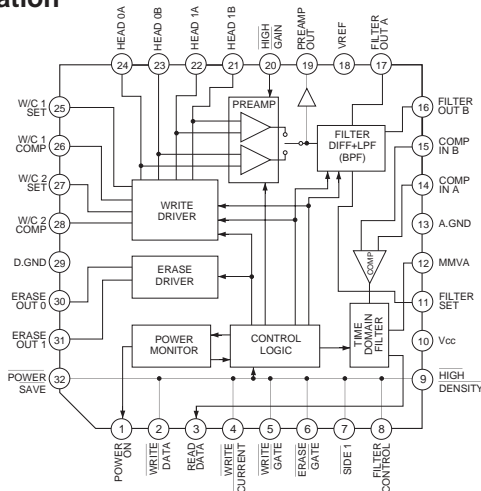 ation
HEAD 0A
HEAD 0B
HEAD 1A
HEAD 1B
HIGH
GAIN
PREAMP
OUT
VREF
FILTER
OUT A
24
23
22
21
20
19
18
17
W/C 1
SET
25
W/C 1
COMP
26
W/C 2
SET
27
W/C 2
COMP
28
D.GND
29
ERASE
OUT 0
30
ERASE
OUT 1
31
POWER
SAVE
32
PREAMP
FILTER
DIFF+LPF
(BPF)
WRITE
DRIVER
ERASE
DRIVER
POWER
MONITOR
CONTROL
LOGIC
COMP
TIME
DOMAIN
FILTER
16
FILTER
OUT B
15
COMP
IN B
14
COMP
IN A
13
A.GND
12
MMVA
11
FILTER
SET
10
Vcc
9
HIGH
DENSITY
1
2
3
4
5
6
7
8
POWER
ON
WRITE
DATA
READ
DATA
WRITE
CURRENT
WRITE
GATE
ERASE
GATE
SIDE 1
FILTER
CONTROL